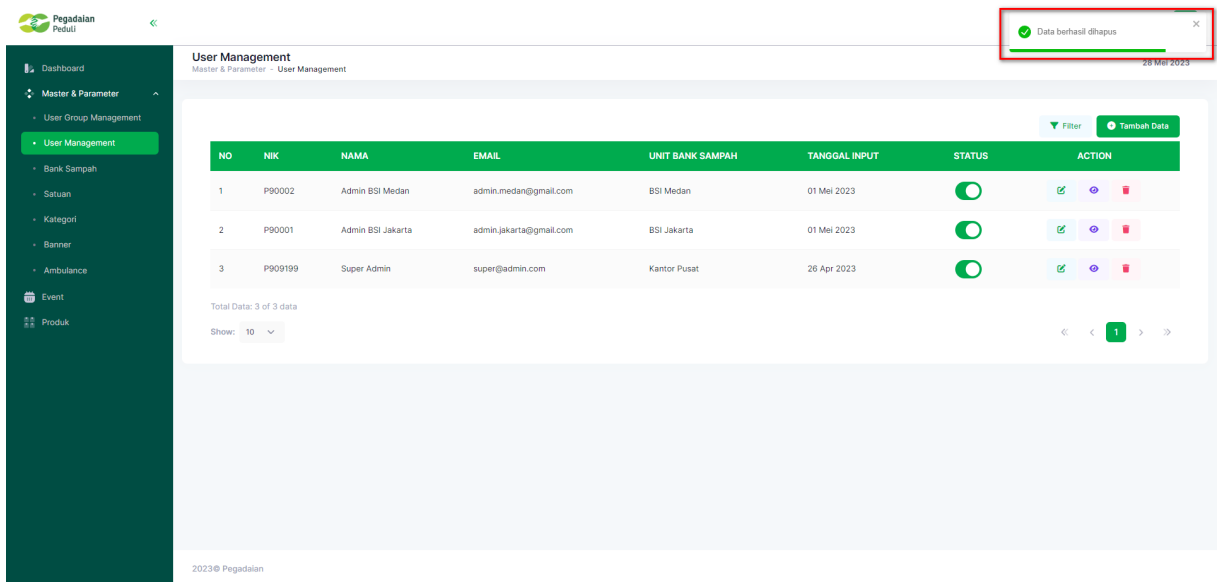 Pegadaian
Peduli
Data berhasil dihapus
28 Mei 2023
User Management
Master & Parameter - User Management
Dashboard
Master & Parameter
User Group Management
User Management
Bank Sampah
Satuan
Kategori
Banner
Ambulance
Event
Produk
Filter Tambah Data
NO NIK NAMA EMAIL UNIT BANK SAMPAH TANGGAL INPUT STATUS ACTION
1 P90002 Admin BSI Medan admin.medan@gmail.com BSI Medan 01 Mei 2023
2 P90001 Admin BSI Jakarta admin.jakarta@gmail.com BSI Jakarta 01 Mei 2023
3 P909199 Super Admin super@admin.com Kantor Pusat 26 Apr 2023
Total Data: 3 of 3 data
Show: 10
1
2023© Pegadaian